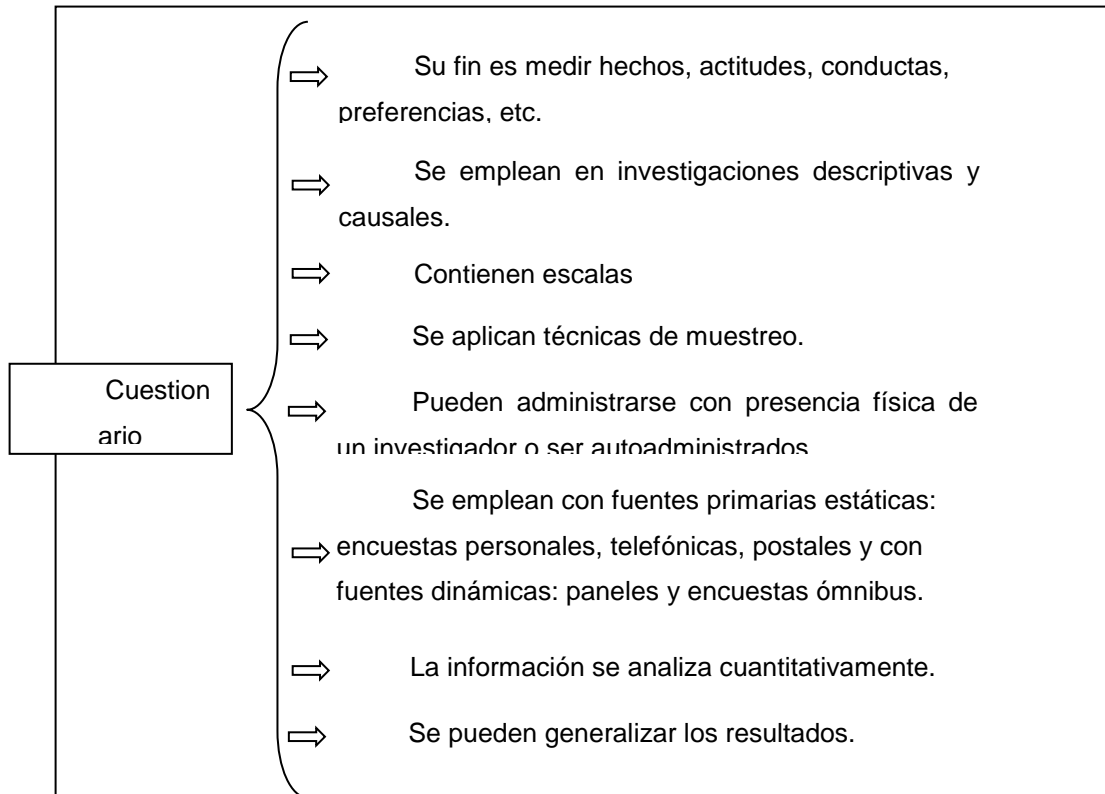 Su fin es medir hechos, actitudes, conductas,
preferencias, etc.
Se emplean en investigaciones descriptivas y
causales.
Contienen escalas
Se aplican técnicas de muestreo.
Cuestion
ario
Pueden administrarse con presencia física de
un investigador o ser autoadministrados
Se emplean con fuentes primarias estáticas:
encuestas personales, telefónicas, postales y con
fuentes dinámicas: paneles y encuestas ómnibus.
La información se analiza cuantitativamente.
Se pueden generalizar los resultados.